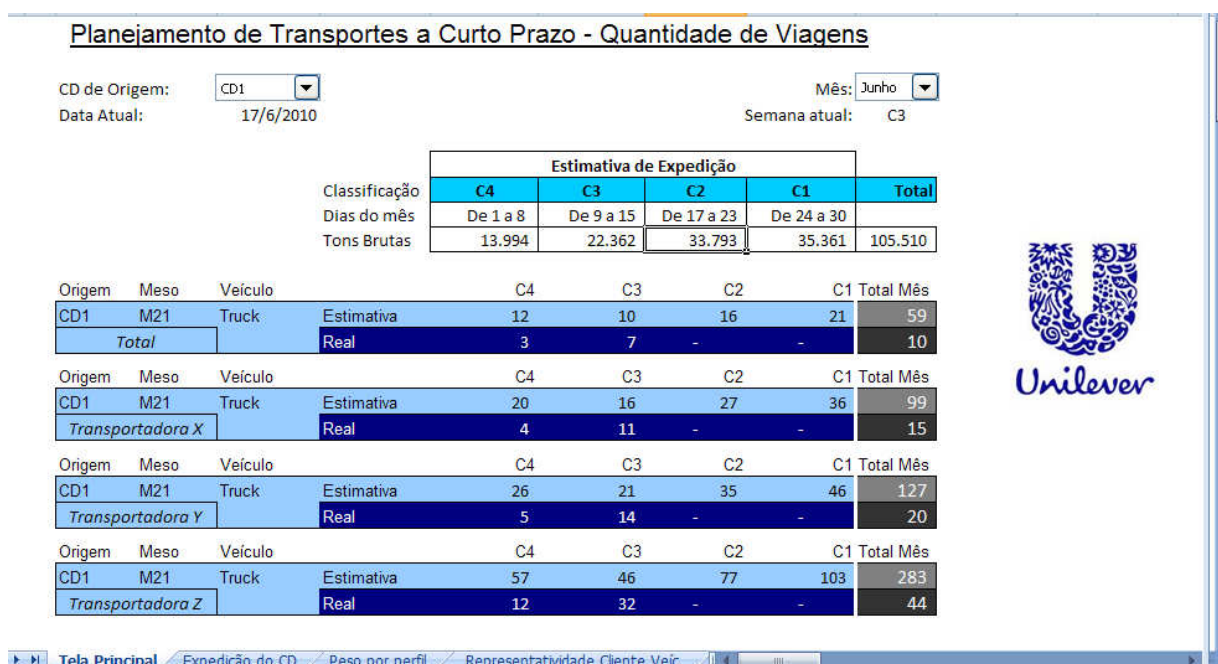 Planejamento de Transportes a Curto Prazo - Quantidade de Viagens
CD de Origem: CD1 Mês: Junho
Data Atual: 17/6/2010 Semana atual: C3
Estimativa de Expedição
Classificação C4 C3 C2 C1 Total
Dias do mês De 1 a 8 De 9 a 15 De 17 a 23 De 24 a 30
Tons Brutas 13.994 22.362 33.793 35.361 105.510
Origem Meso Veículo C4 C3 C2 C1 Total Mês
CD1 M21 Truck Estimativa 12 10 16 21 59
Total Real 3 7 - - 10
Origem Meso Veículo C4 C3 C2 C1 Total Mês
CD1 M21 Truck Estimativa 20 16 27 36 99
Transportadora X Real 4 11 - - 15
Origem Meso Veículo C4 C3 C2 C1 Total Mês
CD1 M21 Truck Estimativa 26 21 35 46 127
Transportadora Y Real 5 14 - - 20
Origem Meso Veículo C4 C3 C2 C1 Total Mês
CD1 M21 Truck Estimativa 57 46 77 103 283
Transportadora Z Real 12 32 - - 44
Unilever
Tela Principal Expedição do CD Peso por perfil Representatividade Cliente Veíc